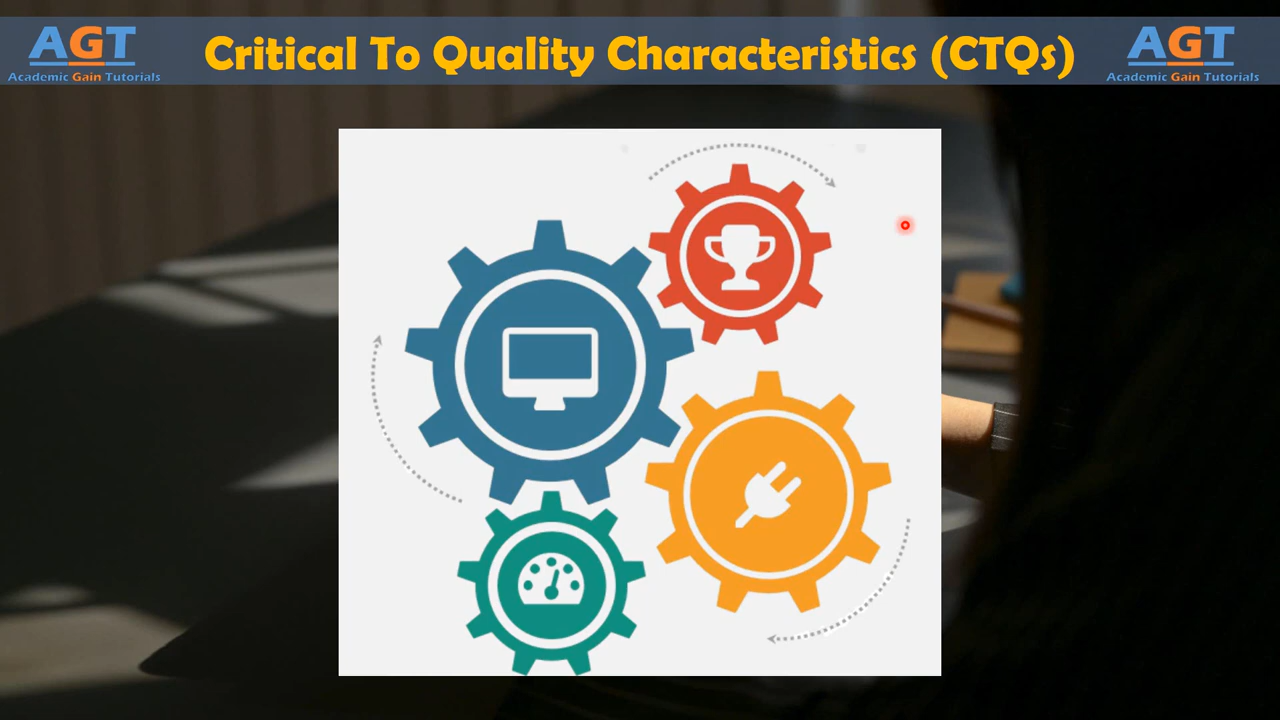 AGT
Academic Gain Tutorials
Critical To Quality Characteristics (CTQs)
AGT
Academic Gain Tutorials